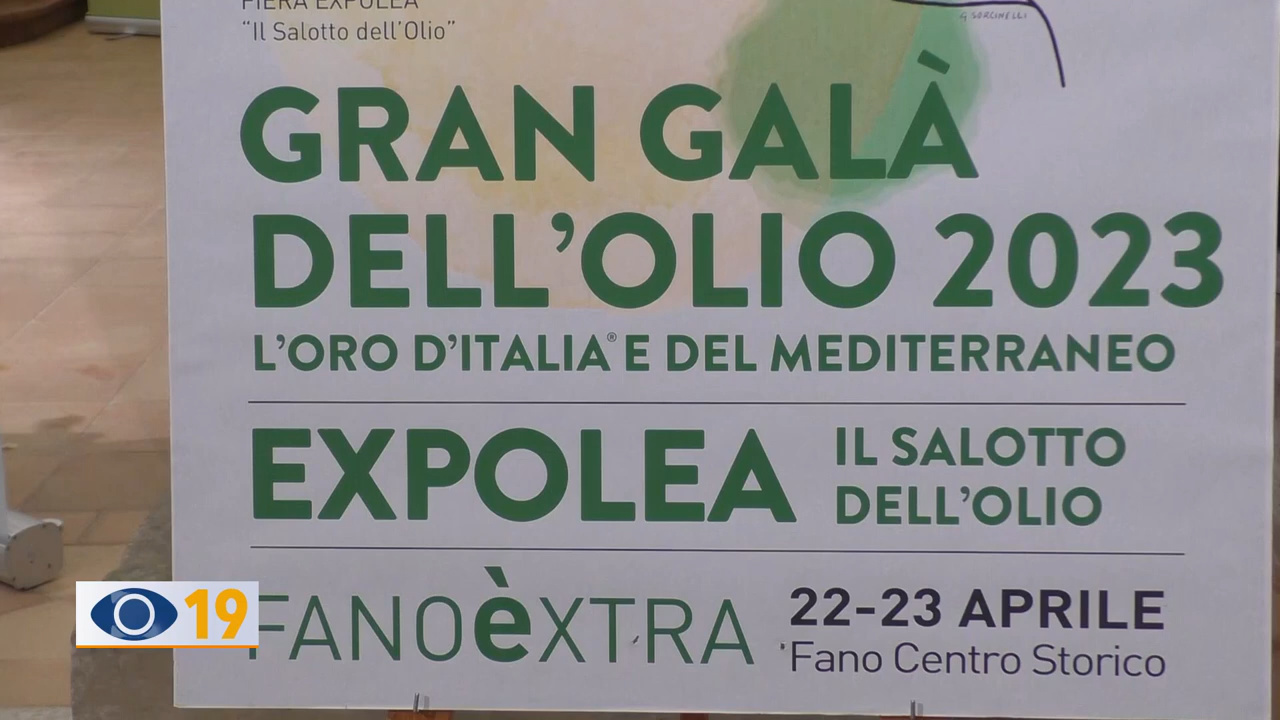 FIERA EXPOLEA
“Il Salotto dell’Olio”
G SORCINELLI
GRAN GALÀ
DELL’OLIO 2023
L’ORO D’ITALIA® E DEL MEDITERRANEO
EXPOLEA
IL SALOTTO
DELL’OLIO
FANOèXTRA
22-23 APRILE
Fano Centro Storico
19